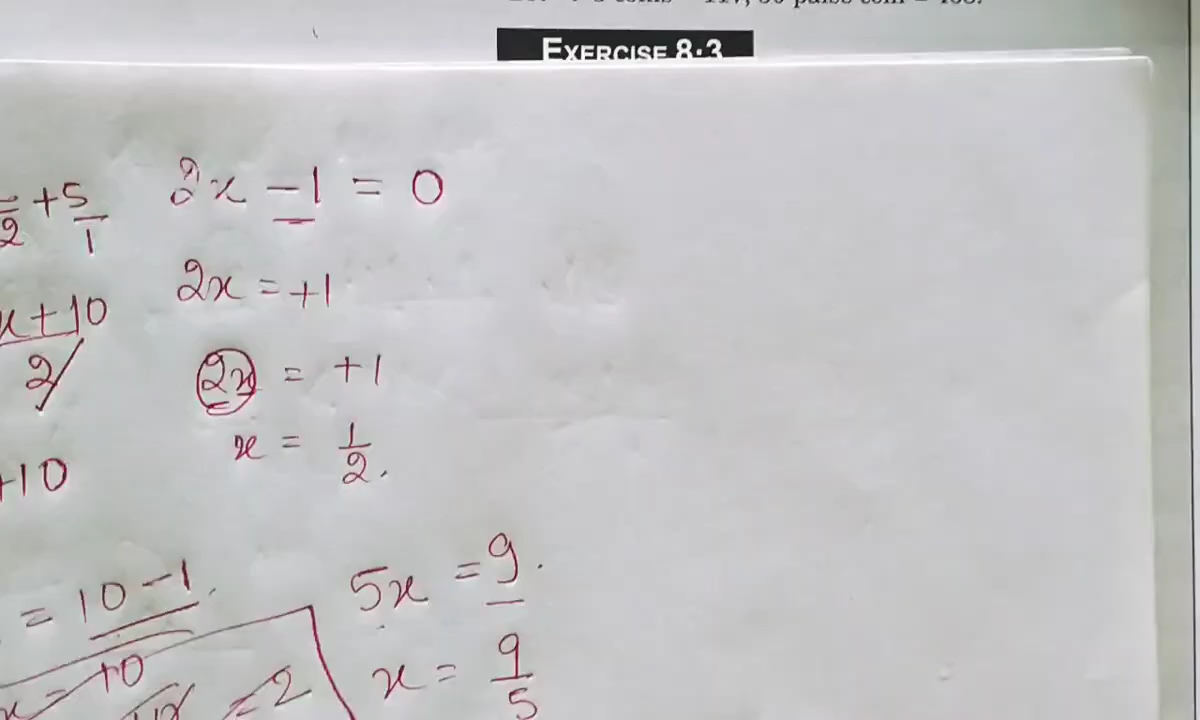 EXERCISE 8·3
2x - 1 = 0
2x = +1
2x = +1
x = 1/2.
+ 5/1
x+10
2
+10
= 10 - 1
5x = 9.
x = 9/5
+10
= 2